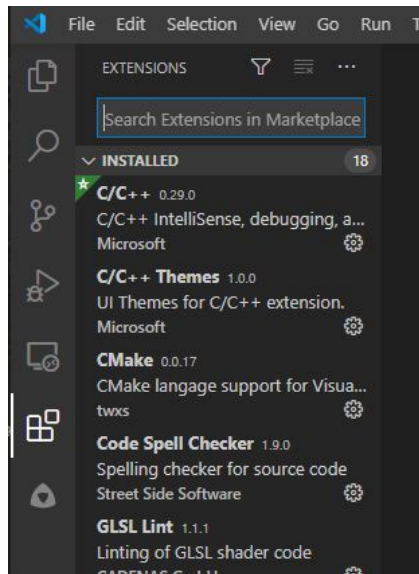 File Edit Selection View Go Run
EXTENSIONS
Search Extensions in Marketplace
INSTALLED 18
C/C++ 0.29.0
C/C++ IntelliSense, debugging, a...
Microsoft
C/C++ Themes 1.0.0
UI Themes for C/C++ extension.
Microsoft
CMake 0.0.17
CMake langage support for Visua...
twxs
Code Spell Checker 1.9.0
Spelling checker for source code
Street Side Software
GLSL Lint 1.1.1
Linting of GLSL shader code